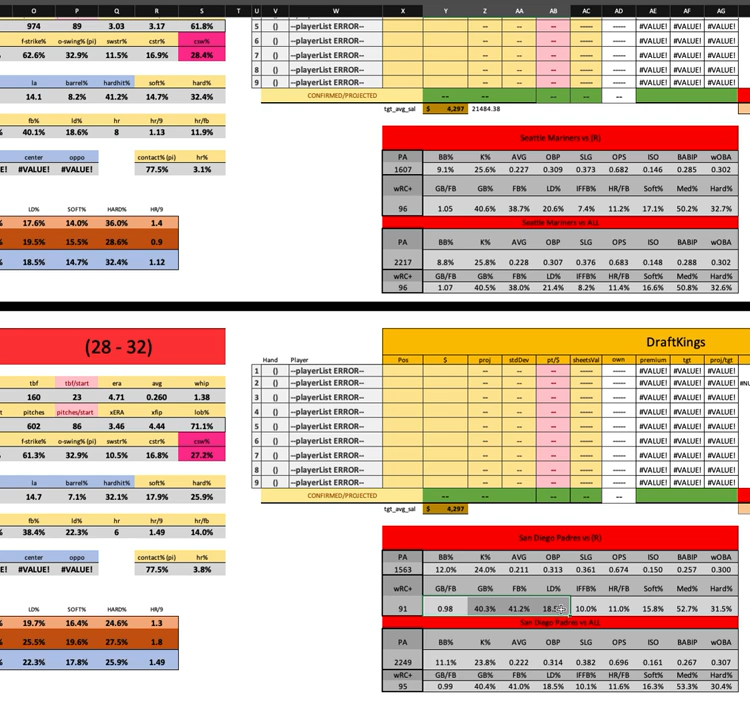 O P Q R S T U V W X Y Z AA AB AC AD AE AF AG
974 89 3.03 3.17 61.8% 5 () --playerList ERROR-- -- -- -- -- ----- ----- #VALUE! #VALUE! #VALUE!
f-strike% o-swing% (pi) swstr% cstr% csw% 6 () --playerList ERROR-- -- -- -- -- ----- ----- #VALUE! #VALUE! #VALUE!
62.6% 32.9% 11.5% 16.9% 28.4% 7 () --playerList ERROR-- -- -- -- -- ----- ----- #VALUE! #VALUE! #VALUE!
8 () --playerList ERROR-- -- -- -- -- ----- ----- #VALUE! #VALUE! #VALUE!
la barrel% hardhit% soft% hard% 9 () --playerList ERROR-- -- -- -- -- ----- ----- #VALUE! #VALUE! #VALUE!
14.1 8.2% 41.2% 14.7% 32.4% CONFIRMED/PROJECTED -- -- -- --
tgt_avg_sal $ 4,297 21484.38
fb% ld% hr hr/9 hr/fb
40.1% 18.6% 8 1.13 11.9% Seattle Mariners vs (R)
center oppo contact% (pi) hr% PA BB% K% AVG OBP SLG OPS ISO BABIP wOBA
#VALUE! #VALUE! 77.5% 3.1% 1607 9.1% 25.6% 0.227 0.309 0.373 0.682 0.146 0.285 0.302
wRC+ GB/FB GB% FB% LD% IFFB% HR/FB Soft% Med% Hard%
LD% SOFT% HARD% HR/9 96 1.05 40.6% 38.7% 20.6% 7.4% 11.2% 17.1% 50.2% 32.7%
17.6% 14.0% 36.0% 1.4 Seattle Mariners vs ALL
19.5% 15.5% 28.6% 0.9 PA BB% K% AVG OBP SLG OPS ISO BABIP wOBA
18.5% 14.7% 32.4% 1.12 2217 8.8% 25.8% 0.228 0.307 0.376 0.683 0.148 0.288 0.302
wRC+ GB/FB GB% FB% LD% IFFB% HR/FB Soft% Med% Hard%
96 1.07 40.5% 38.0% 21.4% 8.2% 11.4% 16.6% 50.8% 32.6%
(28 - 32) DraftKings
Hand Player Pos $ proj stdDev pt/$ sheetsVal own premium tgt proj/tgt
1 () --playerList ERROR-- -- -- -- -- ----- ----- #VALUE! #VALUE! #VALUE!
tbf tbf/start era avg whip 2 () --playerList ERROR-- -- -- -- -- ----- ----- #VALUE! #VALUE! #VALUE!
160 23 4.71 0.260 1.38 3 () --playerList ERROR-- -- -- -- -- ----- ----- #VALUE! #VALUE! #VALUE!
pitches pitches/start xERA xfip lob% 4 () --playerList ERROR-- -- -- -- -- ----- ----- #VALUE! #VALUE! #VALUE!
602 86 3.46 4.44 71.1% 5 () --playerList ERROR-- -- -- -- -- ----- ----- #VALUE! #VALUE! #VALUE!
f-strike% o-swing% (pi) swstr% cstr% csw% 6 () --playerList ERROR-- -- -- -- -- ----- ----- #VALUE! #VALUE! #VALUE!
61.3% 32.9% 10.5% 16.8% 27.2% 7 () --playerList ERROR-- -- -- -- -- ----- ----- #VALUE! #VALUE! #VALUE!
8 () --playerList ERROR-- -- -- -- -- ----- ----- #VALUE! #VALUE! #VALUE!
la barrel% hardhit% soft% hard% 9 () --playerList ERROR-- -- -- -- -- ----- ----- #VALUE! #VALUE! #VALUE!
14.7 7.1% 32.1% 17.9% 25.9% CONFIRMED/PROJECTED -- -- -- --
tgt_avg_sal $ 4,297
fb% ld% hr hr/9 hr/fb
38.4% 22.3% 6 1.49 14.0% San Diego Padres vs (R)
center oppo contact% (pi) hr% PA BB% K% AVG OBP SLG OPS ISO BABIP wOBA
#VALUE! #VALUE! 77.5% 3.8% 1563 12.0% 24.0% 0.211 0.313 0.361 0.674 0.150 0.257 0.300
wRC+ GB/FB GB% FB% LD% IFFB% HR/FB Soft% Med% Hard%
LD% SOFT% HARD% HR/9 91 0.98 40.3% 41.2% 18.5% 10.0% 11.0% 15.8% 52.7% 31.5%
19.7% 16.4% 24.6% 1.3 San Diego Padres vs ALL
25.5% 19.6% 27.5% 1.8 PA BB% K% AVG OBP SLG OPS ISO BABIP wOBA
22.3% 17.8% 25.9% 1.49 2249 11.1% 23.8% 0.222 0.314 0.382 0.696 0.161 0.267 0.307
wRC+ GB/FB GB% FB% LD% IFFB% HR/FB Soft% Med% Hard%
95 0.99 40.4% 41.0% 18.5% 10.1% 11.6% 16.3% 53.3% 30.4%